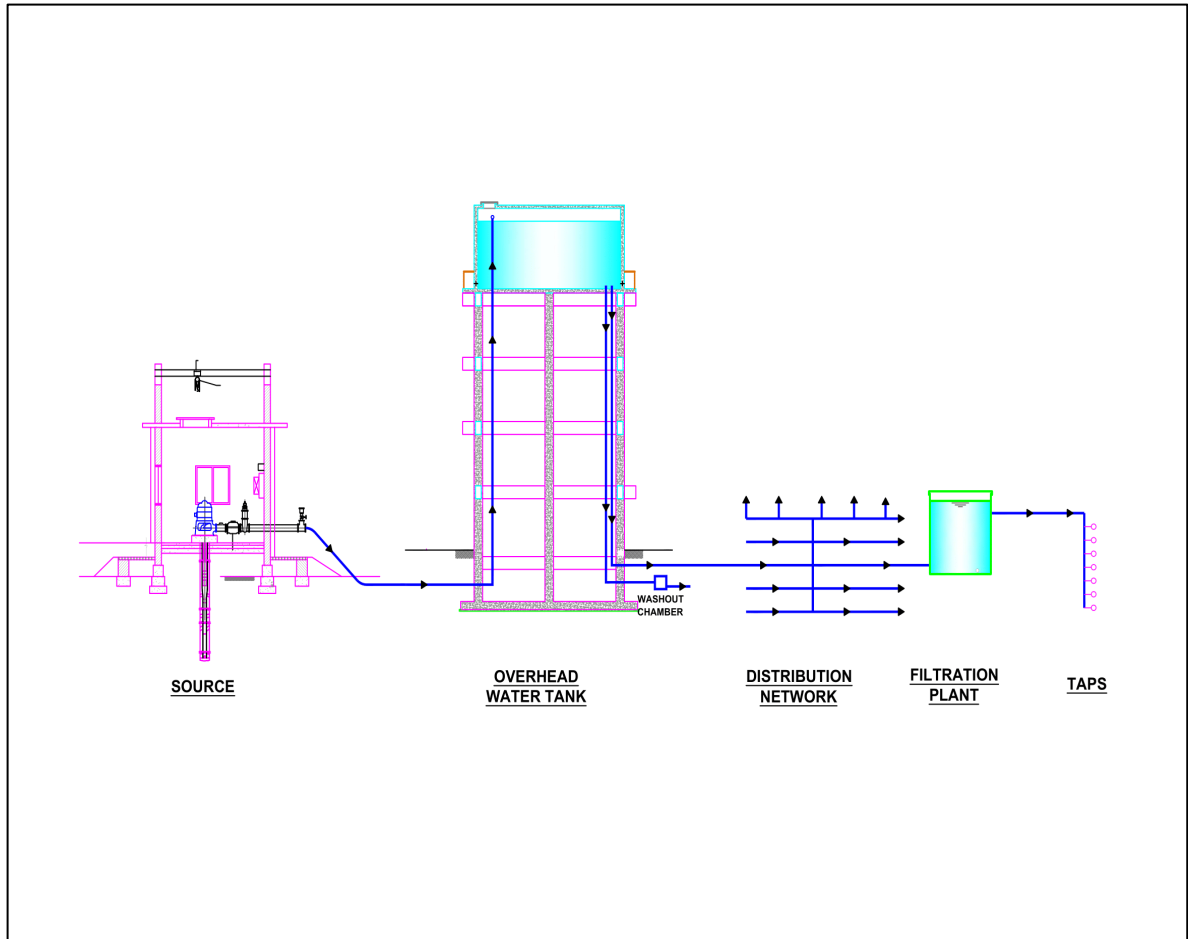 WASHOUT
CHAMBER
SOURCE
OVERHEAD
WATER TANK
DISTRIBUTION
NETWORK
FILTRATION
PLANT
TAPS